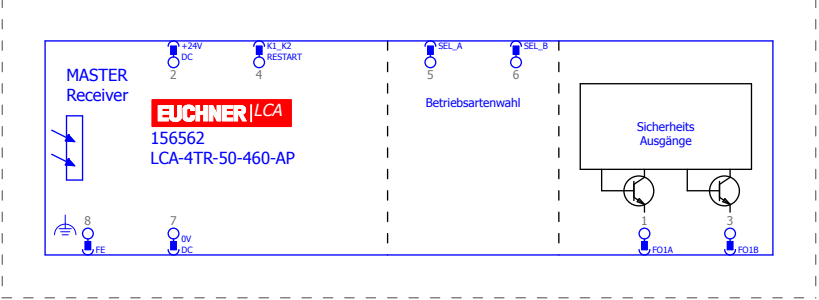 +24V
DC
2
K1_K2
RESTART
4
SEL_A
5
SEL_B
6
MASTER
Receiver
EUCHNER LCA
156562
LCA-4TR-50-460-AP
Betriebsartenwahl
Sicherheits
Ausgänge
8
FE
7
0V
DC
1
FO1A
3
FO1B